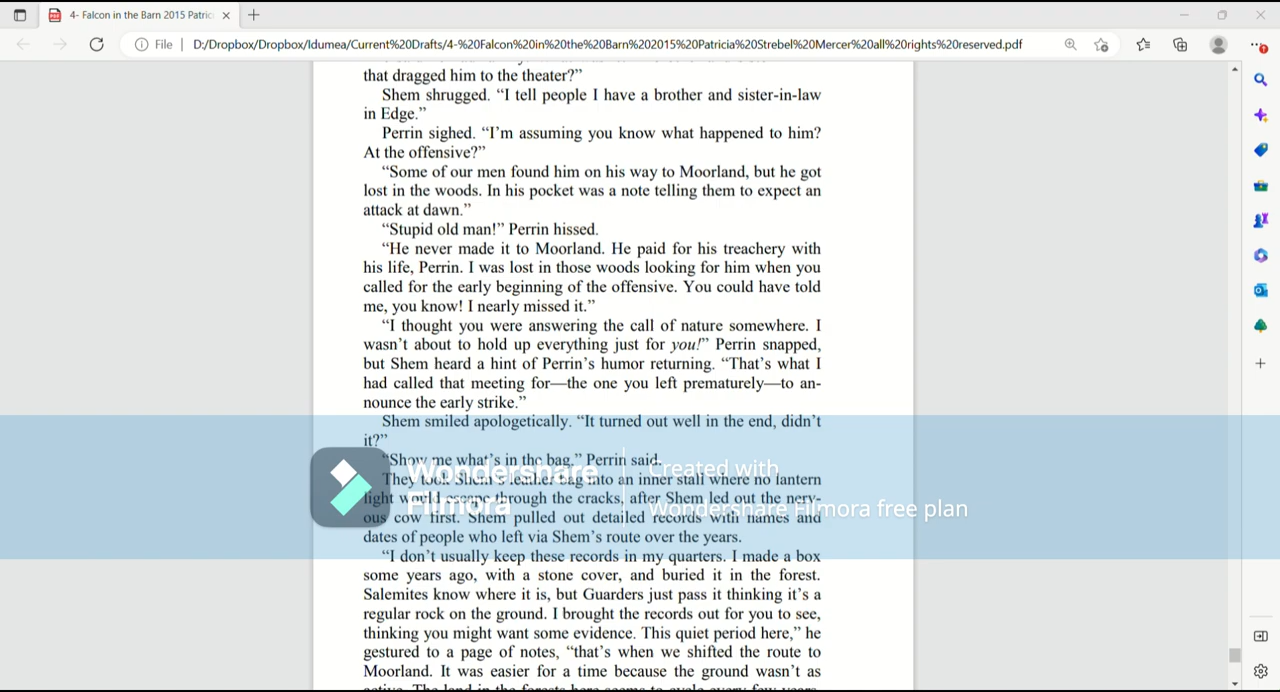 4- Falcon in the Barn 2015 Patric
File
D:/Dropbox/Dropbox/Idumea/Current%20Drafts/4-%20Falcon%20in%20the%20Barn%202015%20Patricia%20Strebel%20Mercer%20all%20rights%20reserved.pdf
that dragged him to the theater?”
Shem shrugged. “I tell people I have a brother and sister-in-law
in Edge.”
Perrin sighed. “I’m assuming you know what happened to him?
At the offensive?”
“Some of our men found him on his way to Moorland, but he got
lost in the woods. In his pocket was a note telling them to expect an
attack at dawn.”
“Stupid old man!” Perrin hissed.
“He never made it to Moorland. He paid for his treachery with
his life, Perrin. I was lost in those woods looking for him when you
called for the early beginning of the offensive. You could have told
me, you know! I nearly missed it.”
“I thought you were answering the call of nature somewhere. I
wasn’t about to hold up everything just for you!” Perrin snapped,
but Shem heard a hint of Perrin’s humor returning. “That’s what I
had called that meeting for—the one you left prematurely—to an-
nounce the early strike.”
Shem smiled apologetically. “It turned out well in the end, didn’t
it?”
“Show me what’s in the bag,” Perrin said.
They took Shem’s leather bag into an inner stall where no lantern
light would escape through the cracks, after Shem led out the nerv-
ous cow first. Shem pulled out detailed records with names and
dates of people who left via Shem’s route over the years.
“I don’t usually keep these records in my quarters. I made a box
some years ago, with a stone cover, and buried it in the forest.
Salemites know where it is, but Guarders just pass it thinking it’s a
regular rock on the ground. I brought the records out for you to see,
thinking you might want some evidence. This quiet period here,” he
gestured to a page of notes, “that’s when we shifted the route to
Moorland. It was easier for a time because the ground wasn’t as
active. The land in the forests here seems to cycle every few years,
Wondershare
Filmora
Created with
Wondershare Filmora free plan